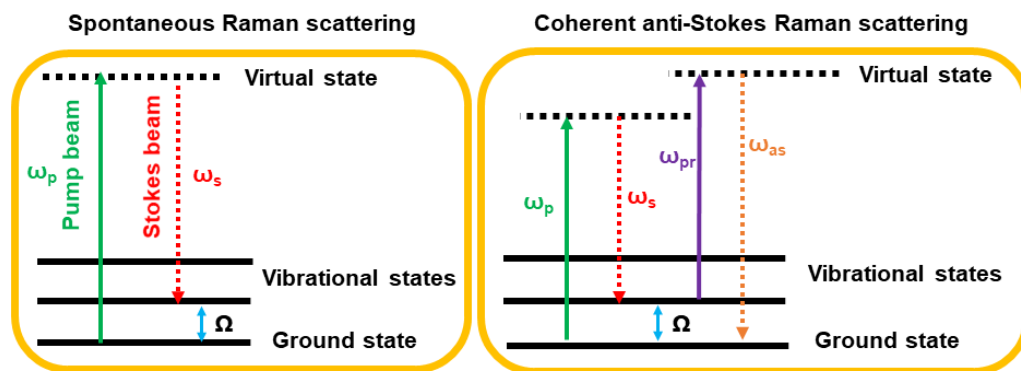 Spontaneous Raman scattering
Virtual state
Pump beam
Stokes beam
ωp
ωs
Vibrational states
Ω
Ground state
Coherent anti-Stokes Raman scattering
Virtual state
ωpr
ωas
ωp
ωs
Vibrational states
Ω
Ground state